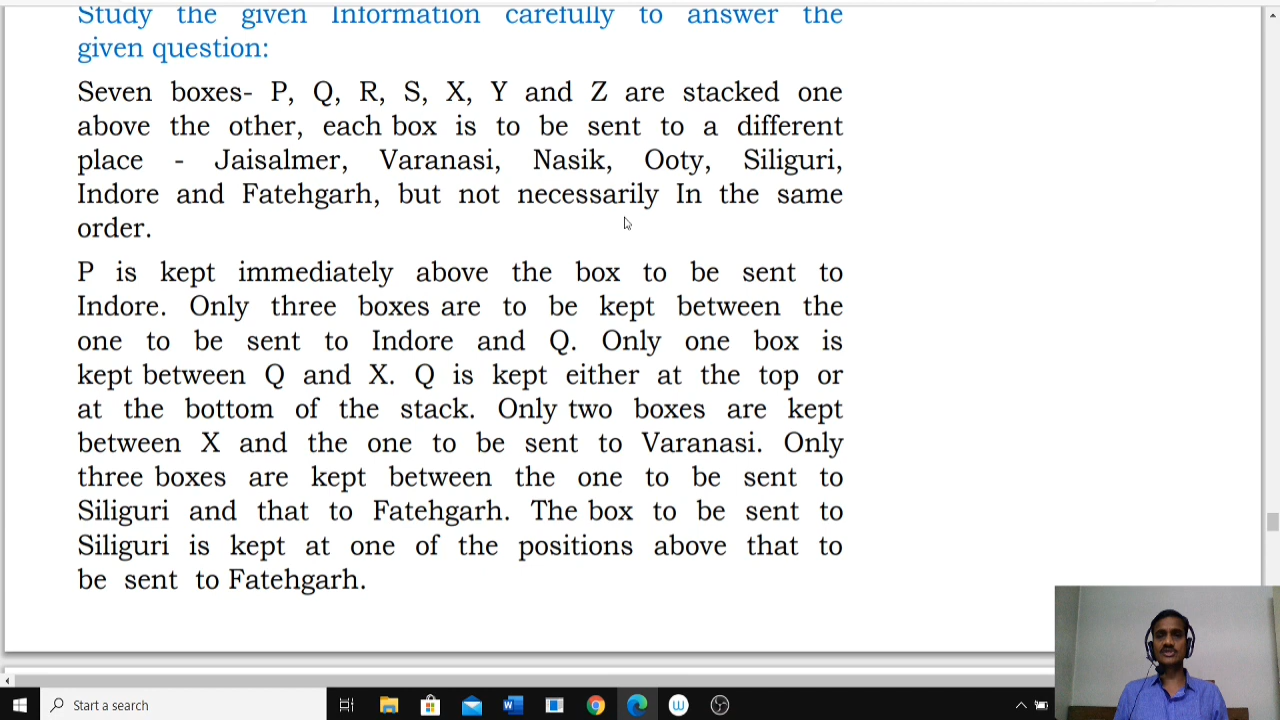 Study the given Information carefully to answer the
given question:
Seven boxes- P, Q, R, S, X, Y and Z are stacked one
above the other, each box is to be sent to a different
place - Jaisalmer, Varanasi, Nasik, Ooty, Siliguri,
Indore and Fatehgarh, but not necessarily In the same
order.
P is kept immediately above the box to be sent to
Indore. Only three boxes are to be kept between the
one to be sent to Indore and Q. Only one box is
kept between Q and X. Q is kept either at the top or
at the bottom of the stack. Only two boxes are kept
between X and the one to be sent to Varanasi. Only
three boxes are kept between the one to be sent to
Siliguri and that to Fatehgarh. The box to be sent to
Siliguri is kept at one of the positions above that to
be sent to Fatehgarh.
Start a search